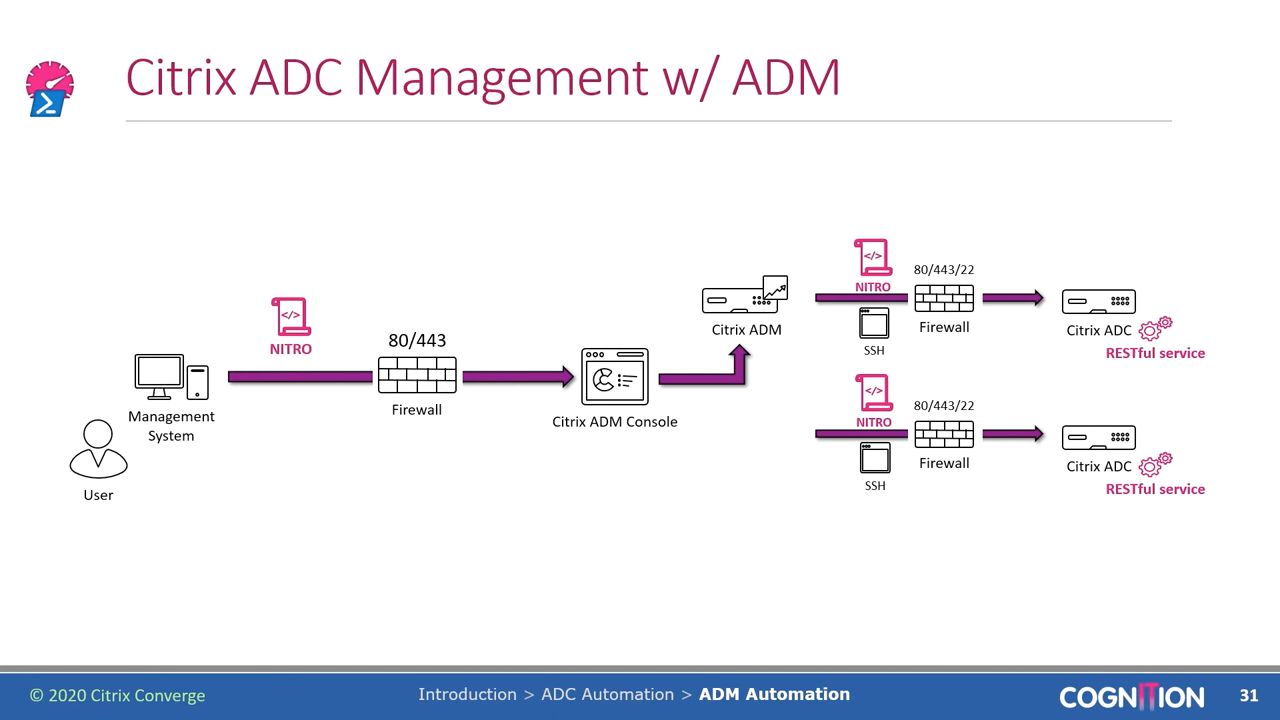 Citrix ADC Management w/ ADM
NITRO
80/443
Firewall
Management
System
User
Citrix ADM Console
Citrix ADM
</>
NITRO
SSH
80/443/22
Firewall
Citrix ADC
RESTful service
</>
NITRO
SSH
80/443/22
Firewall
Citrix ADC
RESTful service
</>
© 2020 Citrix Converge
Introduction > ADC Automation > ADM Automation
COGNITION
31